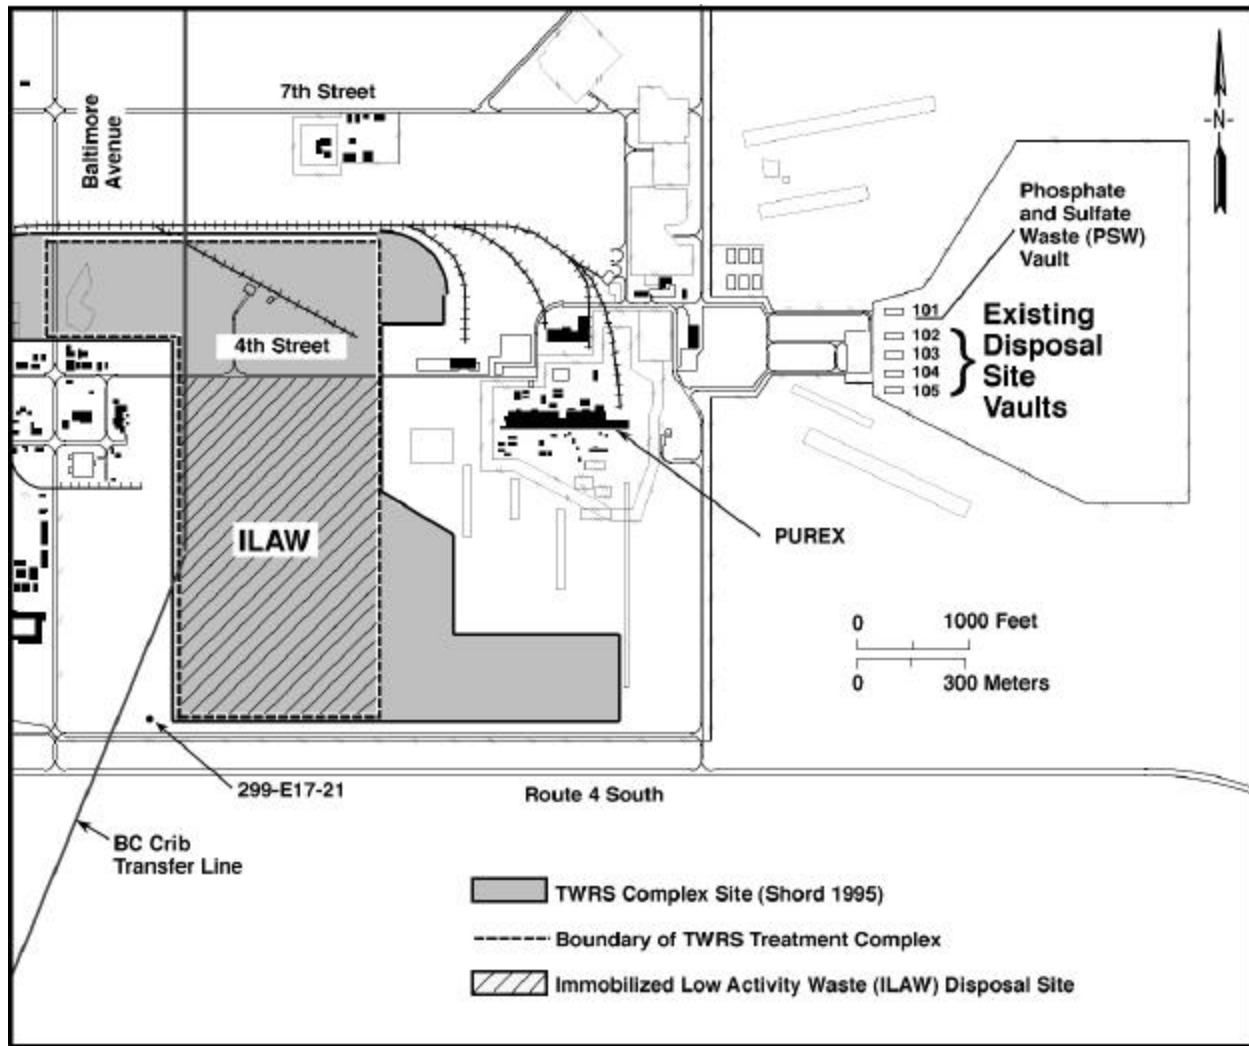 7th Street
Baltimore
Avenue
-N-
Phosphate
and Sulfate
Waste (PSW)
Vault
101
102
103
104
105
Existing
Disposal
Site
Vaults
4th Street
ILAW
PUREX
0 1000 Feet
0 300 Meters
299-E17-21
Route 4 South
BC Crib
Transfer Line
TWRS Complex Site (Shord 1995)
Boundary of TWRS Treatment Complex
Immobilized Low Activity Waste (ILAW) Disposal Site